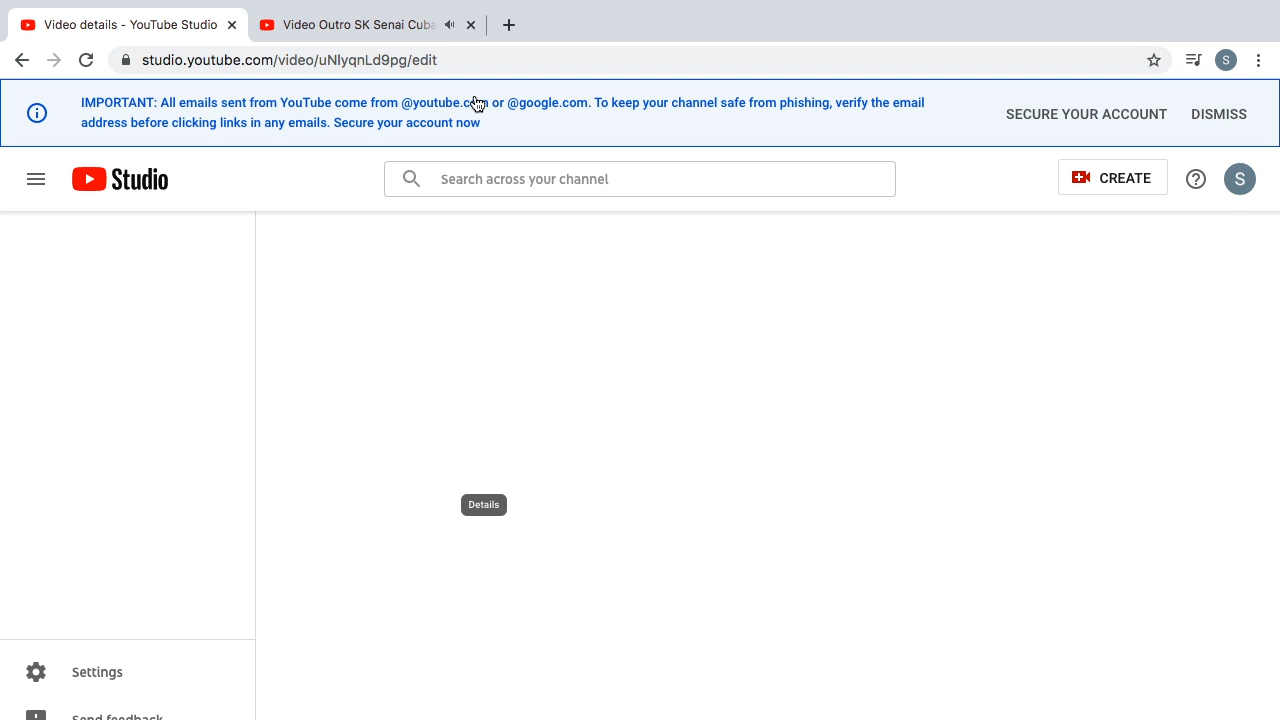 Video details - YouTube Studio
Video Outro SK Senai Cuba
studio.youtube.com/video/uNIyqnLd9pg/edit
S
IMPORTANT: All emails sent from YouTube come from @youtube.com or @google.com. To keep your channel safe from phishing, verify the email
address before clicking links in any emails. Secure your account now
SECURE YOUR ACCOUNT
DISMISS
Studio
Search across your channel
CREATE
S
Details
Settings
Send feedback